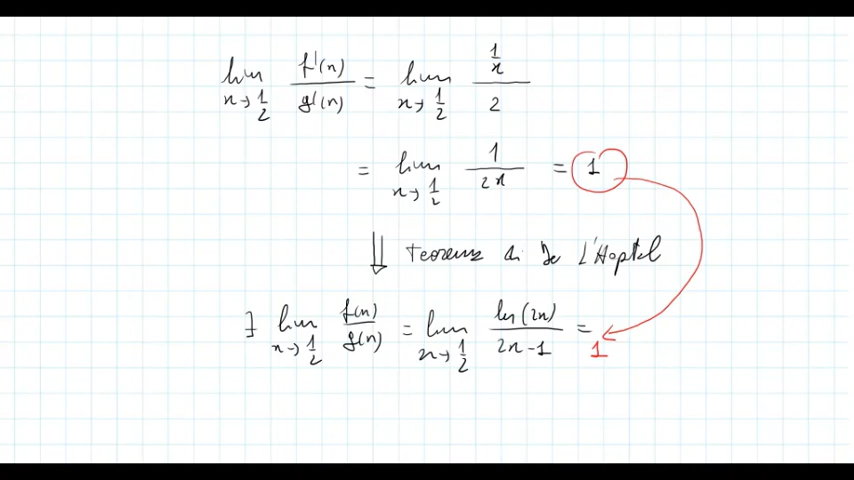 lim x→1/2 f'(x)/g'(x) = lim x→1/2 (1/x)/2
= lim x→1/2 1/2x = 1
⇓ Teorema di De L'Hopital
∃ lim x→1/2 f(x)/g(x) = lim x→1/2 ln(2x)/2x-1 = 1